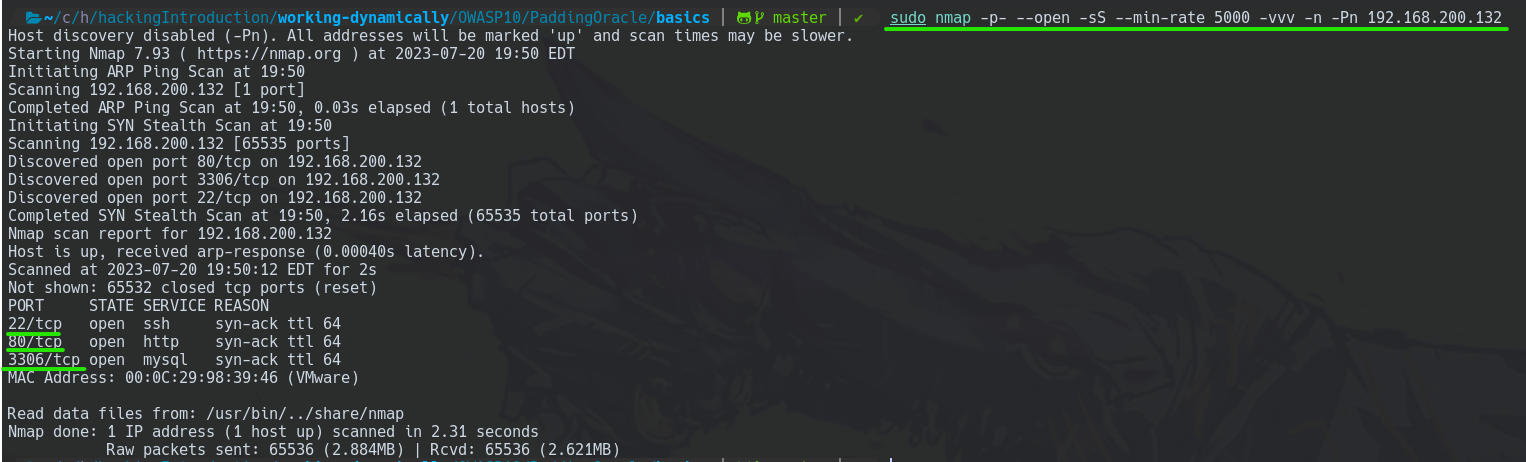 ~/c/h/hackingIntroduction/working-dynamically/OWASP10/PaddingOracle/basics | master | ✔ sudo nmap -p- --open -sS --min-rate 5000 -vvv -n -Pn 192.168.200.132
Host discovery disabled (-Pn). All addresses will be marked 'up' and scan times may be slower.
Starting Nmap 7.93 ( https://nmap.org ) at 2023-07-20 19:50 EDT
Initiating ARP Ping Scan at 19:50
Scanning 192.168.200.132 [1 port]
Completed ARP Ping Scan at 19:50, 0.03s elapsed (1 total hosts)
Initiating SYN Stealth Scan at 19:50
Scanning 192.168.200.132 [65535 ports]
Discovered open port 80/tcp on 192.168.200.132
Discovered open port 3306/tcp on 192.168.200.132
Discovered open port 22/tcp on 192.168.200.132
Completed SYN Stealth Scan at 19:50, 2.16s elapsed (65535 total ports)
Nmap scan report for 192.168.200.132
Host is up, received arp-response (0.00040s latency).
Scanned at 2023-07-20 19:50:12 EDT for 2s
Not shown: 65532 closed tcp ports (reset)
PORT     STATE SERVICE REASON
22/tcp   open  ssh     syn-ack ttl 64
80/tcp   open  http    syn-ack ttl 64
3306/tcp open  mysql   syn-ack ttl 64
MAC Address: 00:0C:29:98:39:46 (VMware)
Read data files from: /usr/bin/../share/nmap
Nmap done: 1 IP address (1 host up) scanned in 2.31 seconds
Raw packets sent: 65536 (2.884MB) | Rcvd: 65536 (2.621MB)